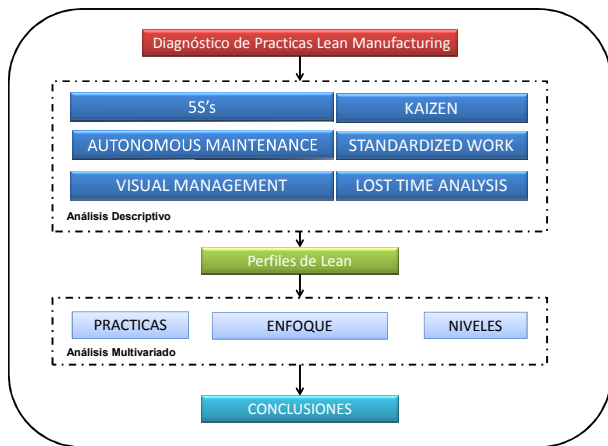 Diagnóstico de Practicas Lean Manufacturing
5S's KAIZEN
AUTONOMOUS MAINTENANCE STANDARDIZED WORK
VISUAL MANAGEMENT LOST TIME ANALYSIS
Análisis Descriptivo
Perfiles de Lean
PRACTICAS ENFOQUE NIVELES
Análisis Multivariado
CONCLUSIONES